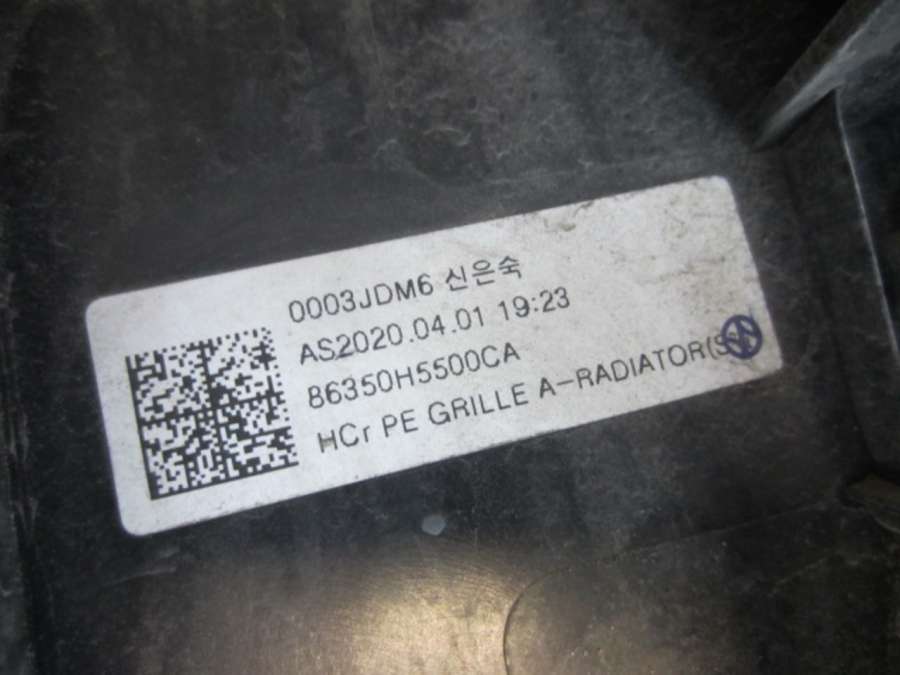 0003JDM6 신은숙
AS2020.04.01 19:23
86350H5500CA
HCr PE GRILLE A-RADIATOR